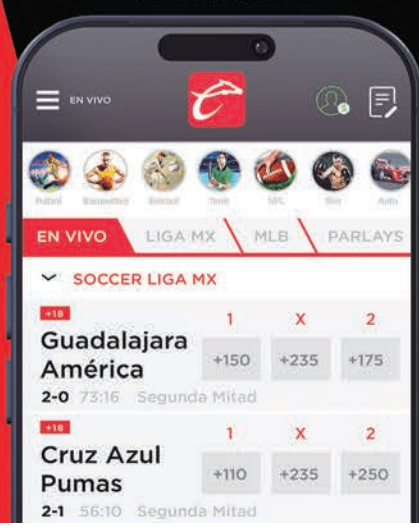 EN VIVO
Futbol Basquetbol Beisbol Tenis NFL Box Auto
EN VIVO LIGA MX MLB PARLAYS
SOCCER LIGA MX
+18 1 X 2
Guadalajara
América
+150 +235 +175
2-0 73:16 Segunda Mitad
+18 1 X 2
Cruz Azul
Pumas
+110 +235 +250
2-1 56:10 Segunda Mitad